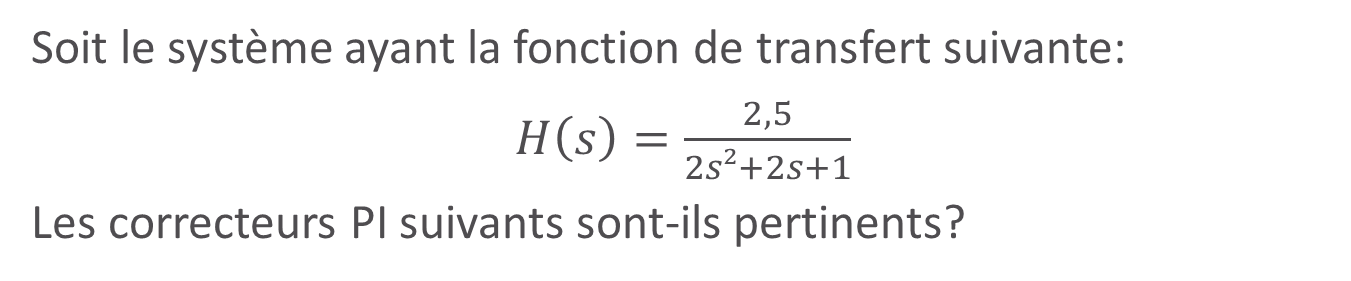 Soit le système ayant la fonction de transfert suivante:
H(s) = 2,5 / 2s²+2s+1
Les correcteurs PI suivants sont-ils pertinents?